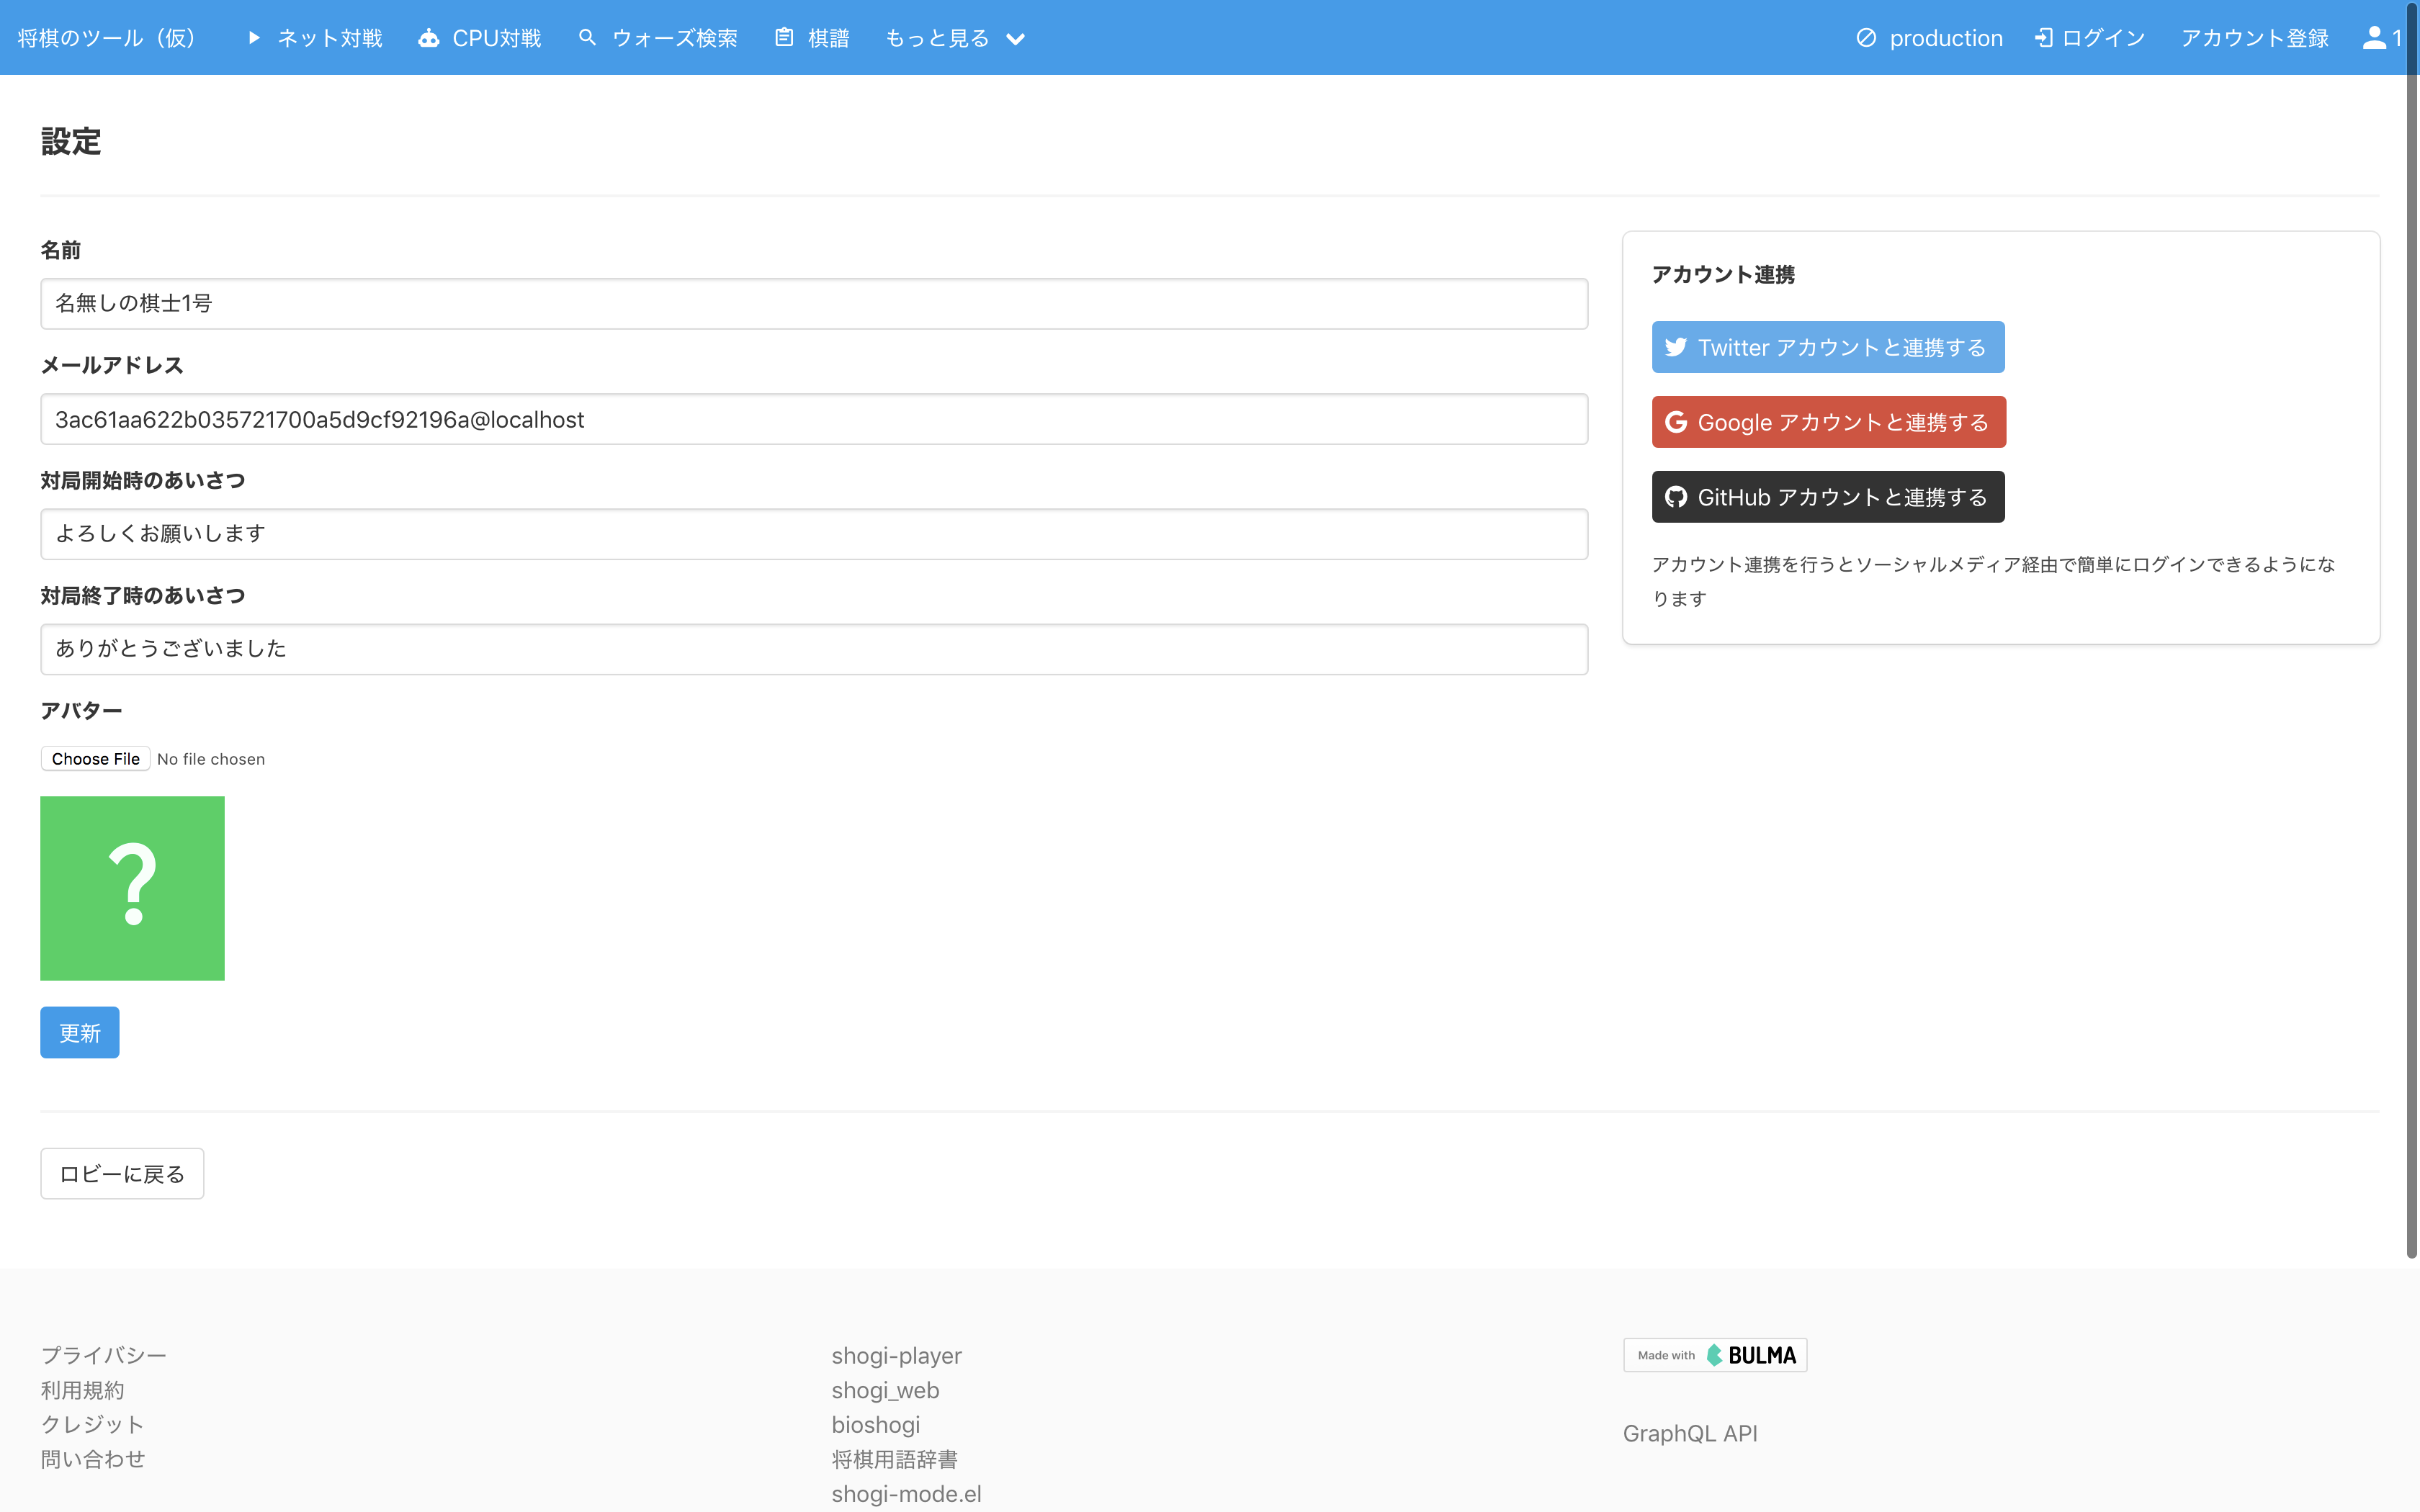 将棋のツール（仮） ネット対戦 CPU対戦 ウォーズ検索 棋譜 もっと見る production ログイン アカウント登録 1
設定
名前
名無しの棋士1号
メールアドレス
3ac61aa622b035721700a5d9cf92196a@localhost
対局開始時のあいさつ
よろしくお願いします
対局終了時のあいさつ
ありがとうございました
アバター
Choose File No file chosen
?
更新
アカウント連携
Twitter アカウントと連携する
Google アカウントと連携する
GitHub アカウントと連携する
アカウント連携を行うとソーシャルメディア経由で簡単にログインできるようにな
ります
ロビーに戻る
プライバシー
利用規約
クレジット
問い合わせ
shogi-player
shogi_web
bioshogi
将棋用語辞書
shogi-mode.el
Made with BULMA
GraphQL API